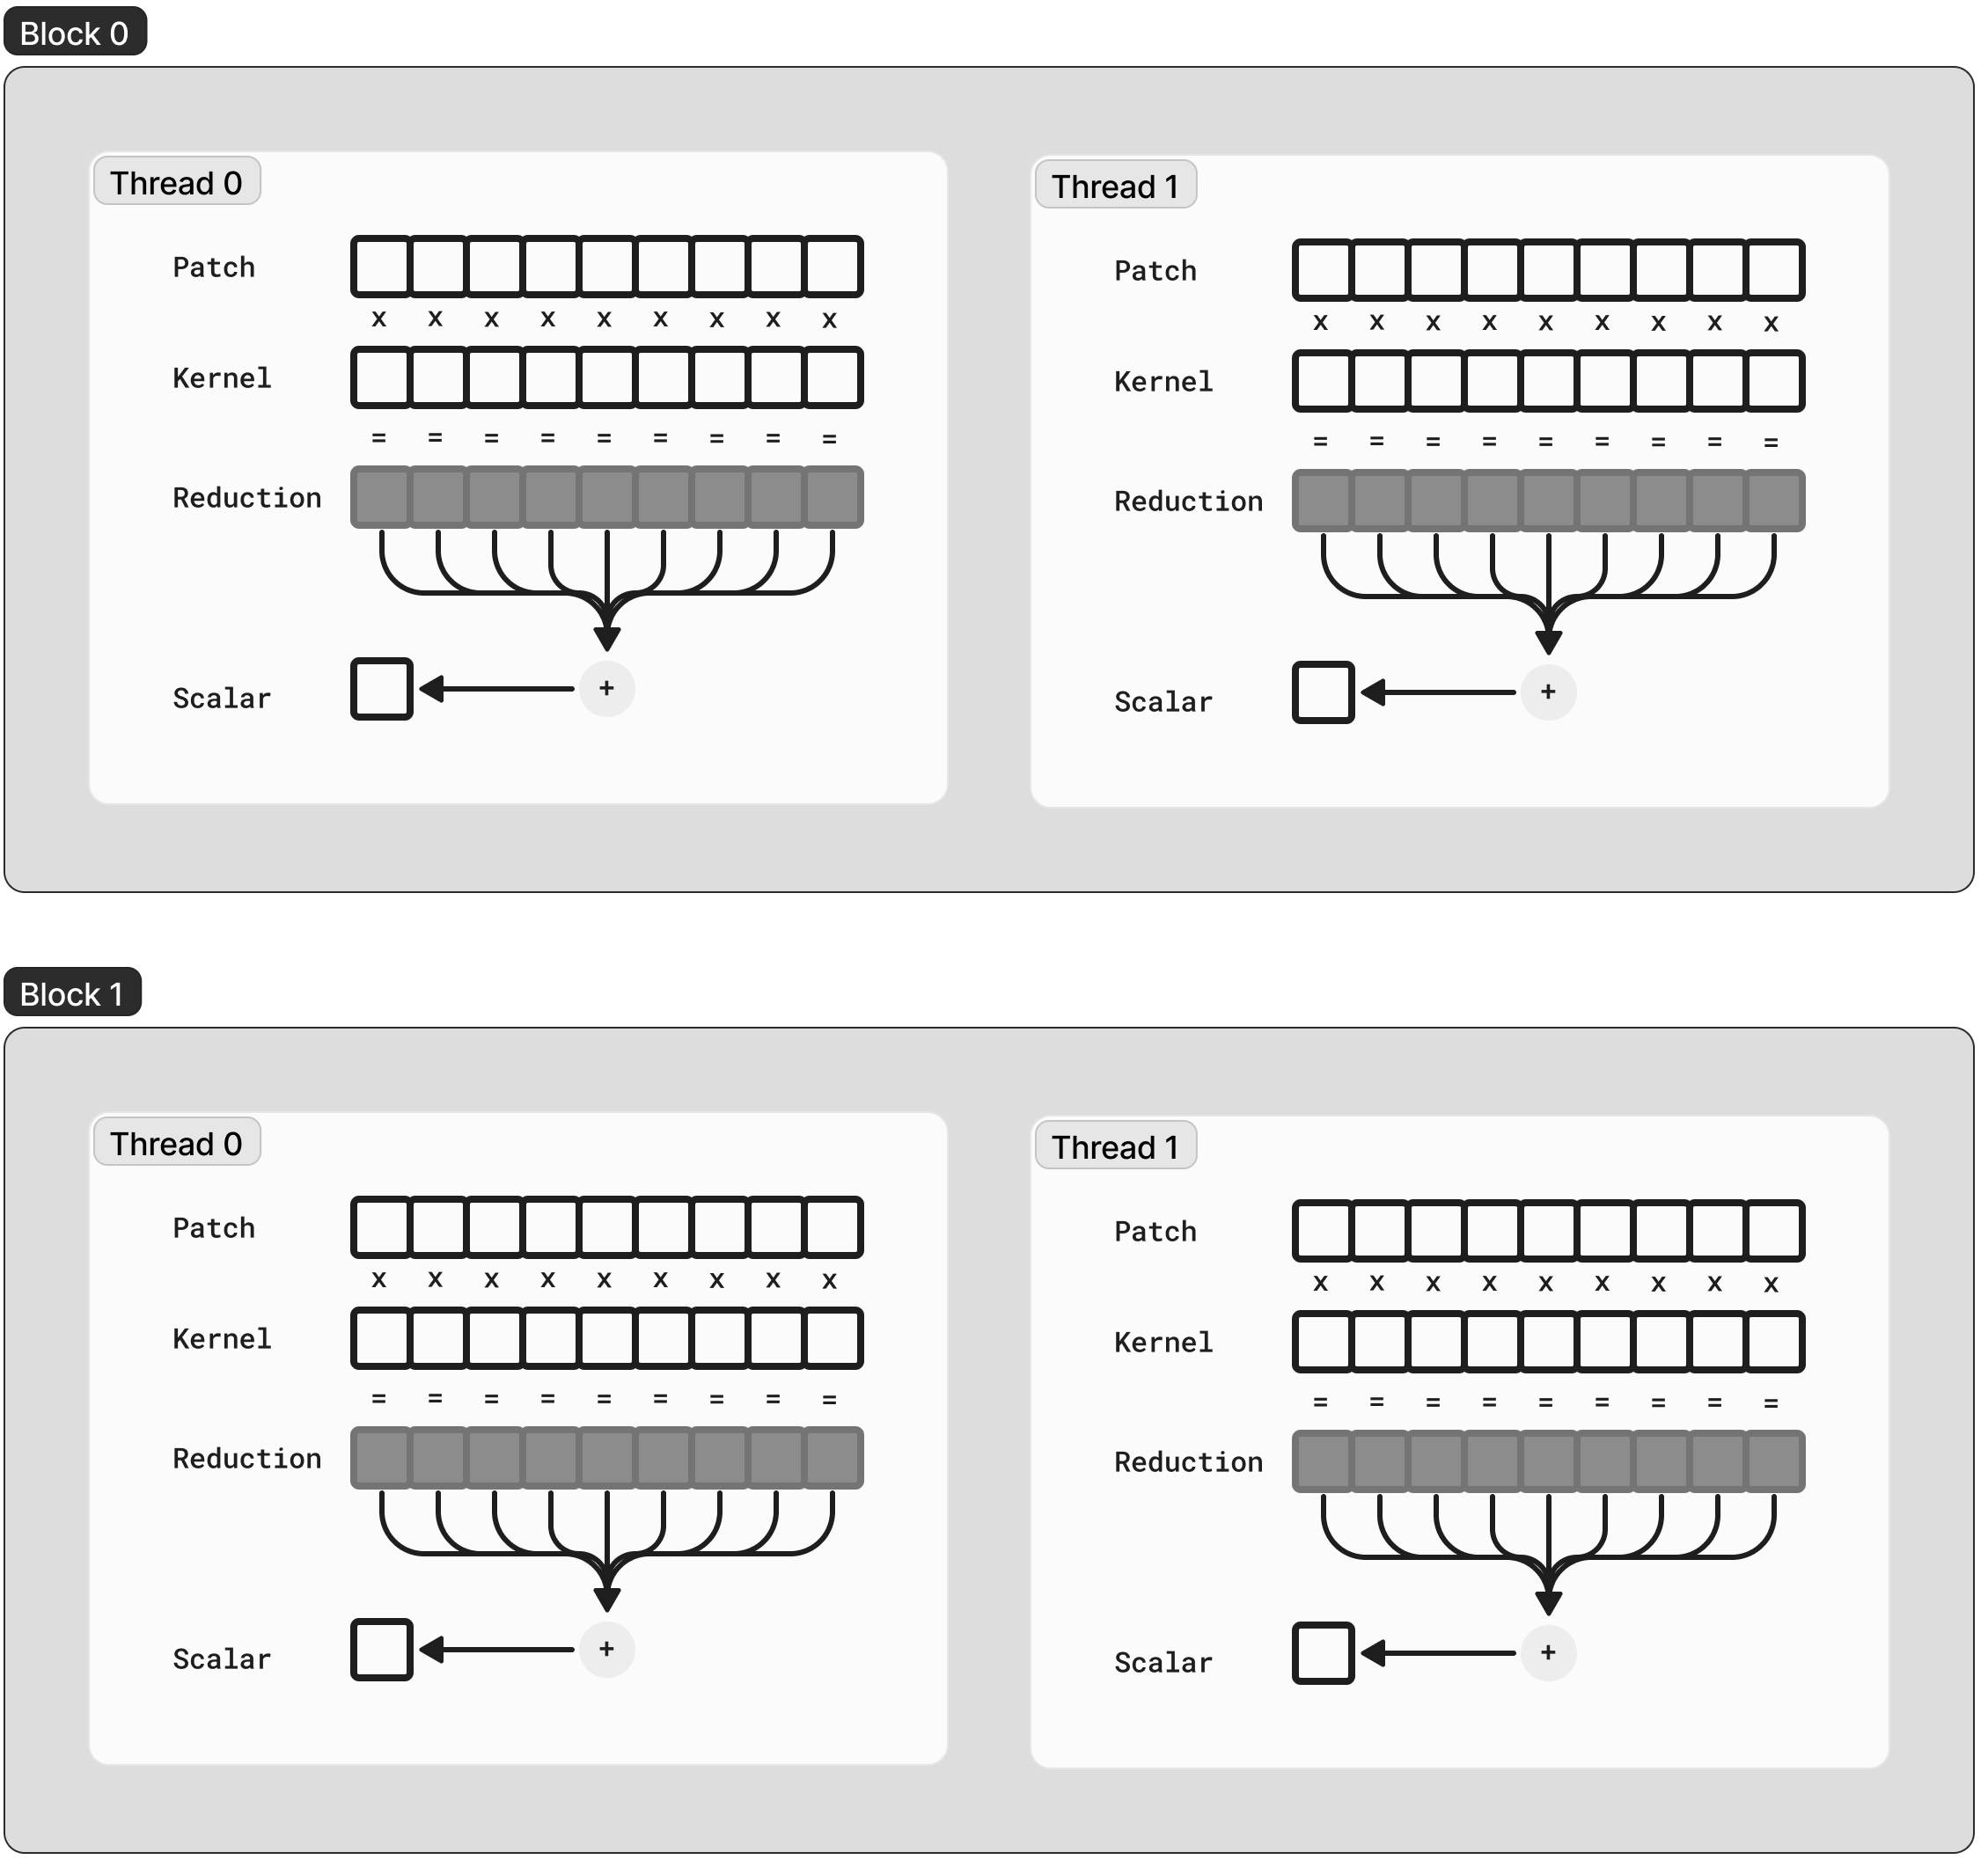 Block 0
Thread 0
Patch
x x x x x x x x x
Kernel
= = = = = = = = =
Reduction
+
Scalar
Thread 1
Patch
x x x x x x x x x
Kernel
= = = = = = = = =
Reduction
+
Scalar
Block 1
Thread 0
Patch
x x x x x x x x x
Kernel
= = = = = = = = =
Reduction
+
Scalar
Thread 1
Patch
x x x x x x x x x
Kernel
= = = = = = = = =
Reduction
+
Scalar